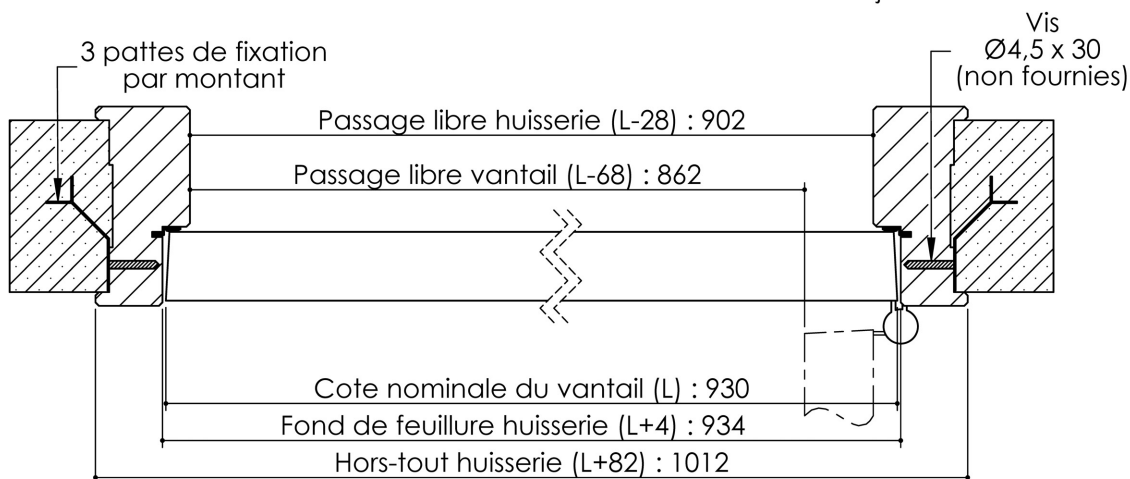 Vis
Ø4,5 x 30
(non fournies)
3 pattes de fixation
par montant
Passage libre huisserie (L-28) : 902
Passage libre vantail (L-68) : 862
Cote nominale du vantail (L) : 930
Fond de feuillure huisserie (L+4) : 934
Hors-tout huisserie (L+82) : 1012